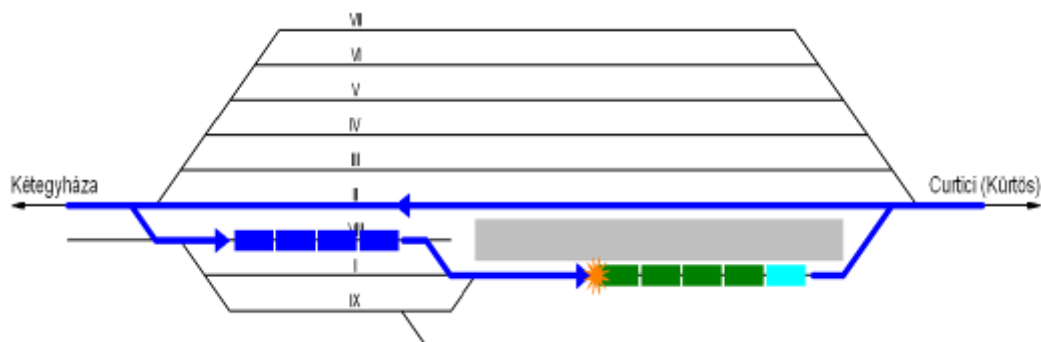 VII
VI
V
IV
III
Kétegyháza
II
Curtici (Kürtös)
VIII
I
IX